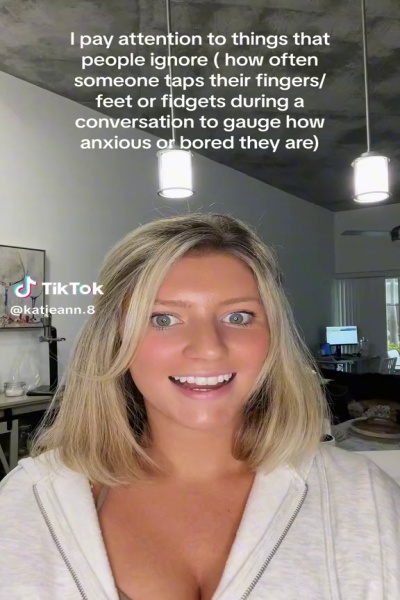 I pay attention to things that
people ignore ( how often
someone taps their fingers/
feet or fidgets during a
conversation to gauge how
anxious or bored they are)
TikTok
@katieann.8